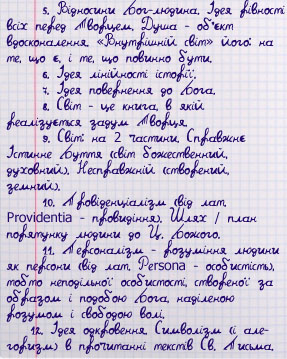 5. Відносини Бог-людина. Ідея рівності
всіх перед Творцем. Душа - об'єкт
вдосконалення. «Внутрішній світ» його: на
те, що є, і те, що повинно бути.
6. Ідея лінійності історії.
7. Ідея повернення до Бога.
8. Світ - це книга, в якій
реалізується задум Творця.
9. Світ: на 2 частини. Справжнє
Істинне Буття (світ божественний,
духовний). Несправжній (створений,
земний).
10. Провіденціалізм (від лат.
Providentia - провидіння). Шлях / план
порятунку людини до Ц. Божого.
11. Персоналізм - розуміння людини
як персони (від лат. Persona - особистість),
тобто неподільної особистості, створеної за
образом і подобою Бога, наділеною
розумом і свободою волі.
12. Ідея одкровення. Символізм (і але-
горизм) в прочитанні текстів Св. Письма.